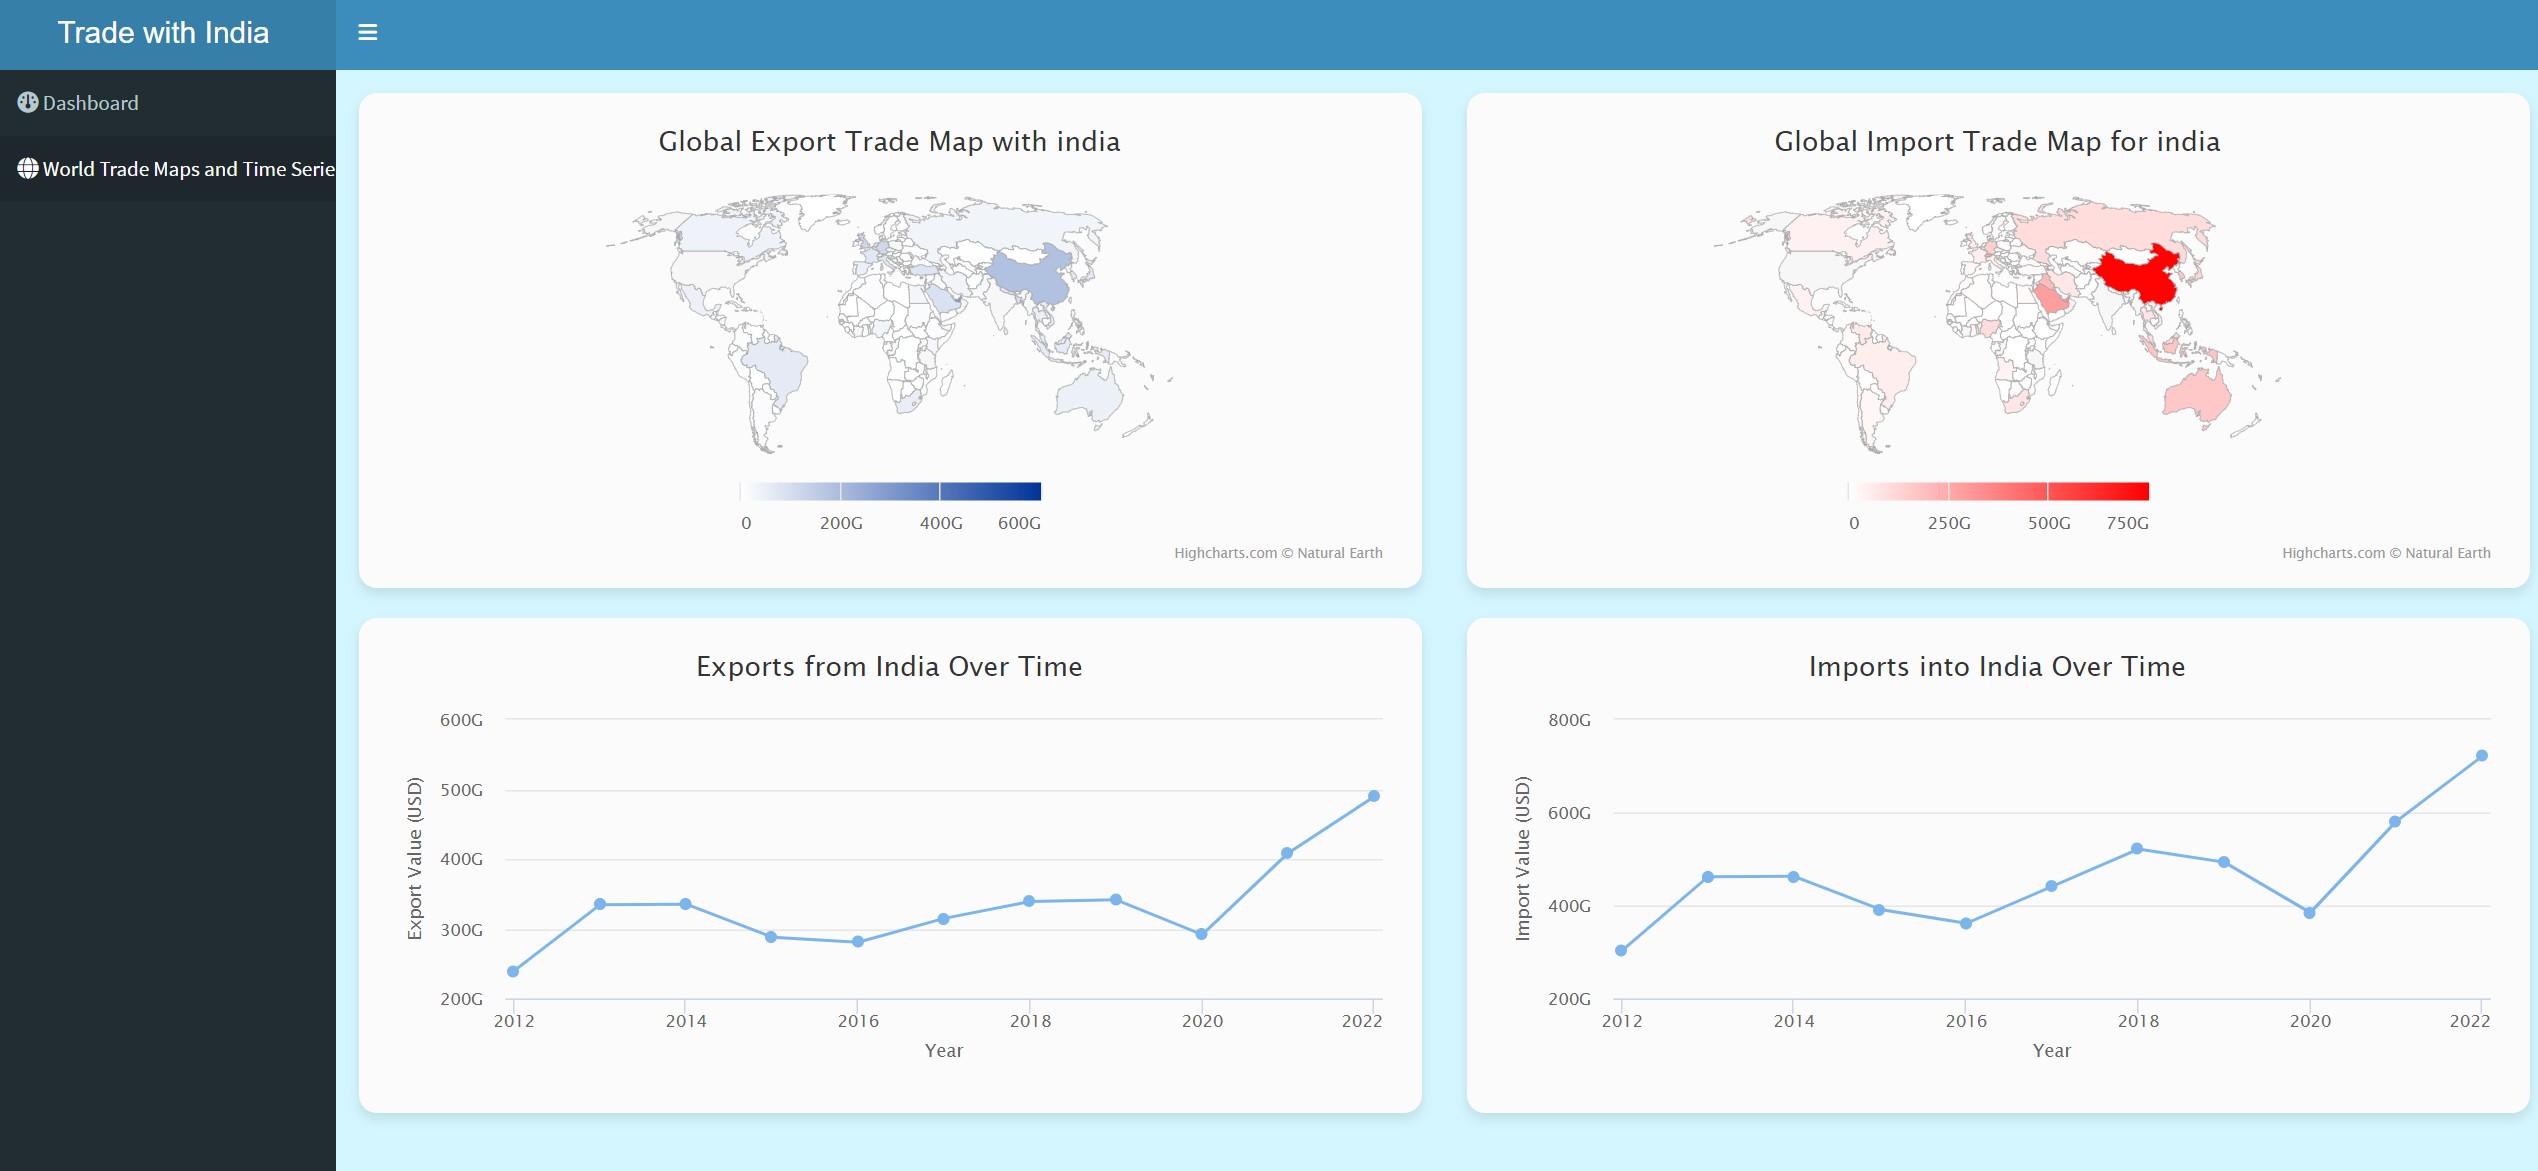 Trade with India
Dashboard
World Trade Maps and Time Serie
Global Export Trade Map with india
0 200G 400G 600G
Highcharts.com © Natural Earth
Global Import Trade Map for india
0 250G 500G 750G
Highcharts.com © Natural Earth
Exports from India Over Time
Export Value (USD)
600G
500G
400G
300G
200G
2012 2014 2016 2018 2020 2022
Year
Imports into India Over Time
Import Value (USD)
800G
600G
400G
200G
2012 2014 2016 2018 2020 2022
Year